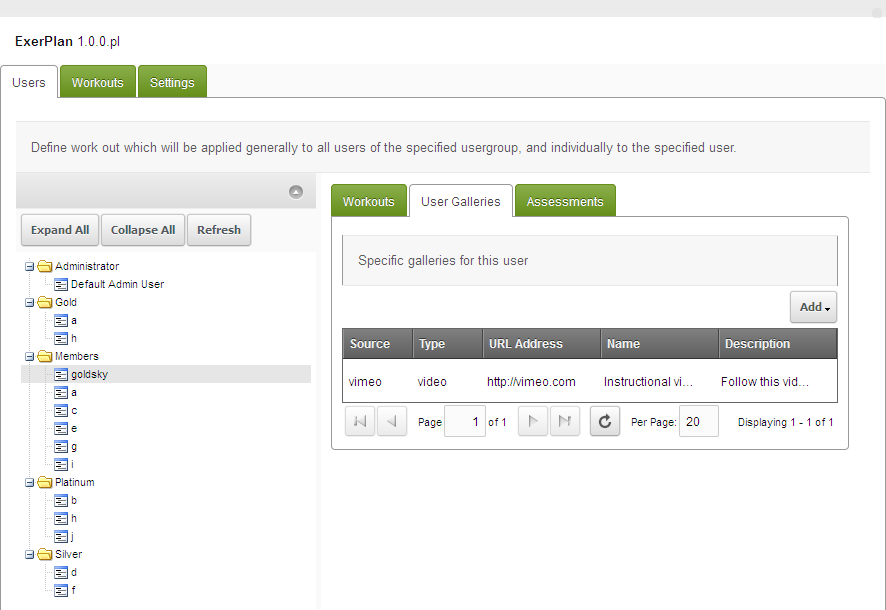 ExerPlan 1.0.0.pl
Users Workouts Settings
Define work out which will be applied generally to all users of the specified usergroup, and individually to the specified user.
Expand All Collapse All Refresh
Administrator
Default Admin User
Gold
a
h
Members
goldsky
a
c
e
g
i
Platinum
b
h
j
Silver
d
f
Workouts User Galleries Assessments
Specific galleries for this user
Add
Source Type URL Address Name Description
vimeo video http://vimeo.com Instructional vi... Follow this vid...
Page 1 of 1 Per Page: 20 Displaying 1 - 1 of 1